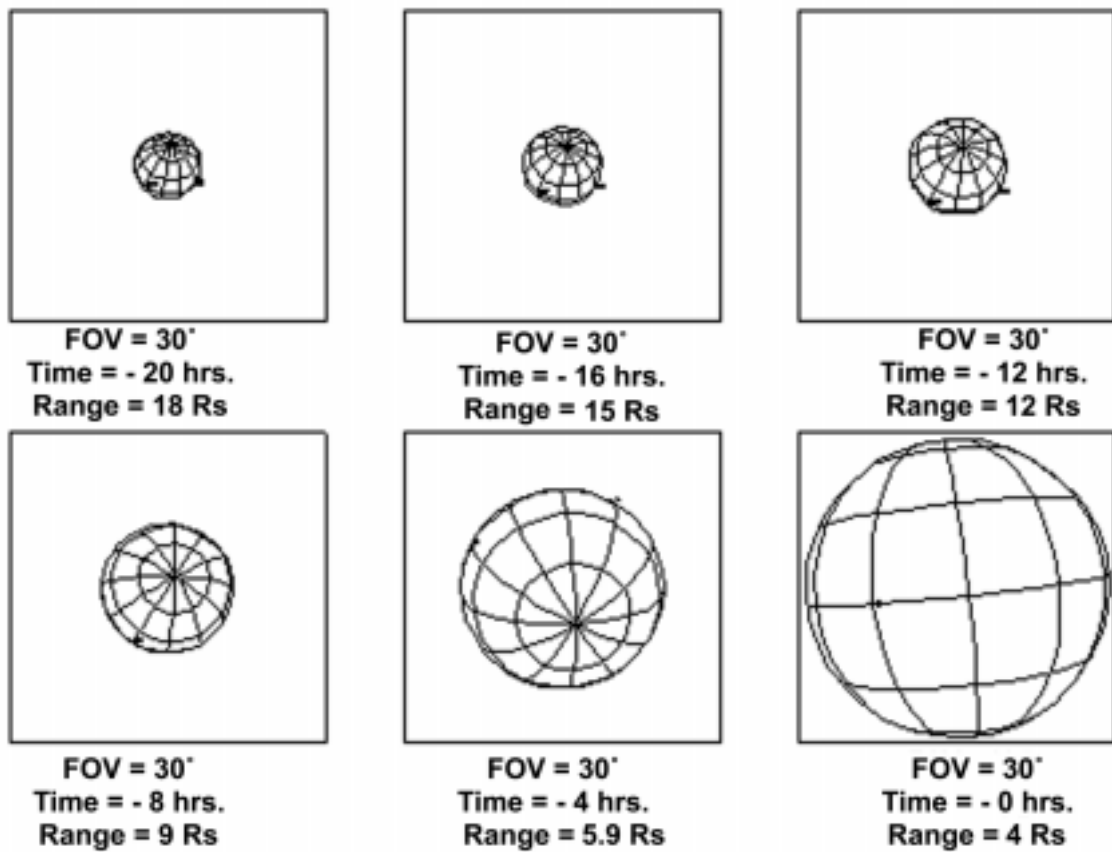 FOV = 30˚
Time = - 20 hrs.
Range = 18 Rs
FOV = 30˚
Time = - 16 hrs.
Range = 15 Rs
FOV = 30˚
Time = - 12 hrs.
Range = 12 Rs
FOV = 30˚
Time = - 8 hrs.
Range = 9 Rs
FOV = 30˚
Time = - 4 hrs.
Range = 5.9 Rs
FOV = 30˚
Time = - 0 hrs.
Range = 4 Rs